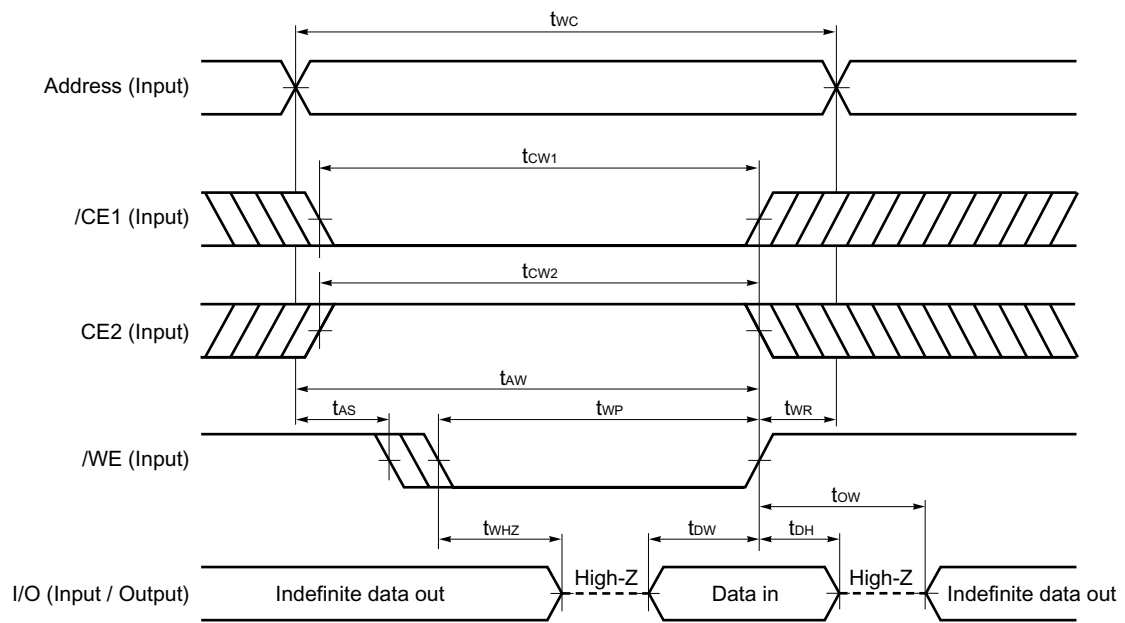 tWC
Address (Input)
tCW1
/CE1 (Input)
tCW2
CE2 (Input)
tAW
tAS
tWP
tWR
/WE (Input)
tOW
tWHZ
tDW
tDH
I/O (Input / Output)
Indefinite data out
High-Z
Data in
High-Z
Indefinite data out